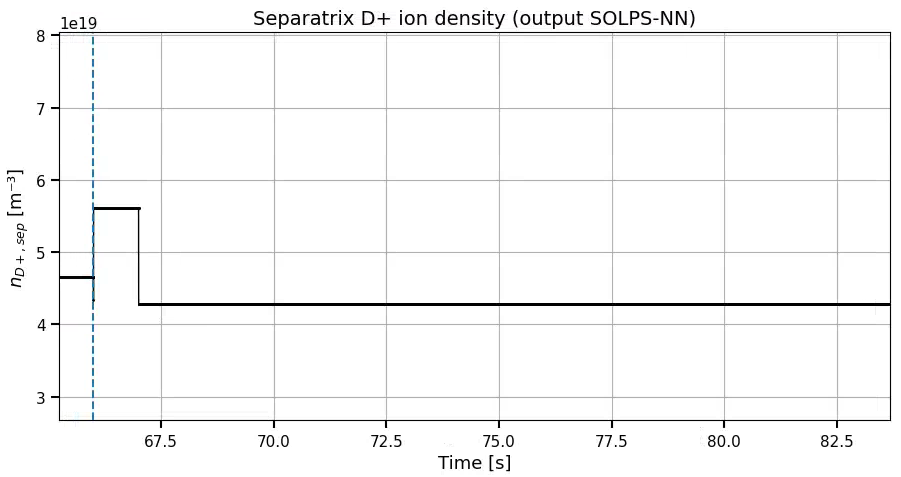 Separatrix D+ ion density (output SOLPS-NN)
1e19
8
7
6
5
4
3
n_{D+, sep} [m⁻³]
67.5 70.0 72.5 75.0 77.5 80.0 82.5
Time [s]